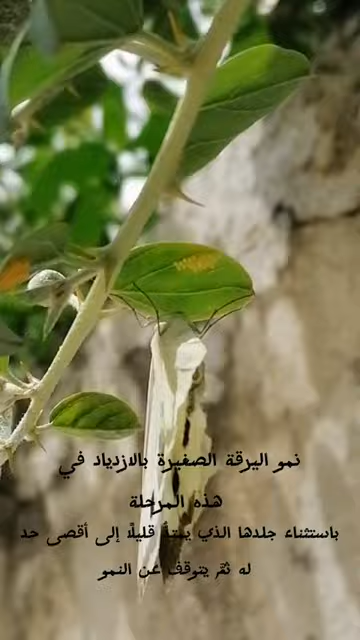 نمو اليرقة الصغيرة بالازدياد في
هذه المرحلة
باستثناء جلدها الذي يمتدُّ قليلًا إلى أقصى حد
له ثمَّ يتوقف عن النمو